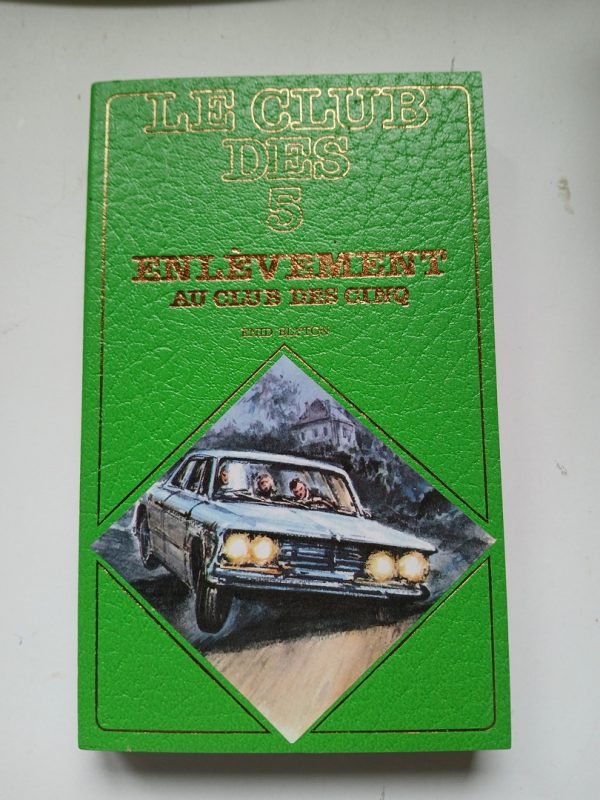 LE CLUB
DES
5
ENLÈVEMENT
AU CLUB DES CINQ
ENID BLYTON